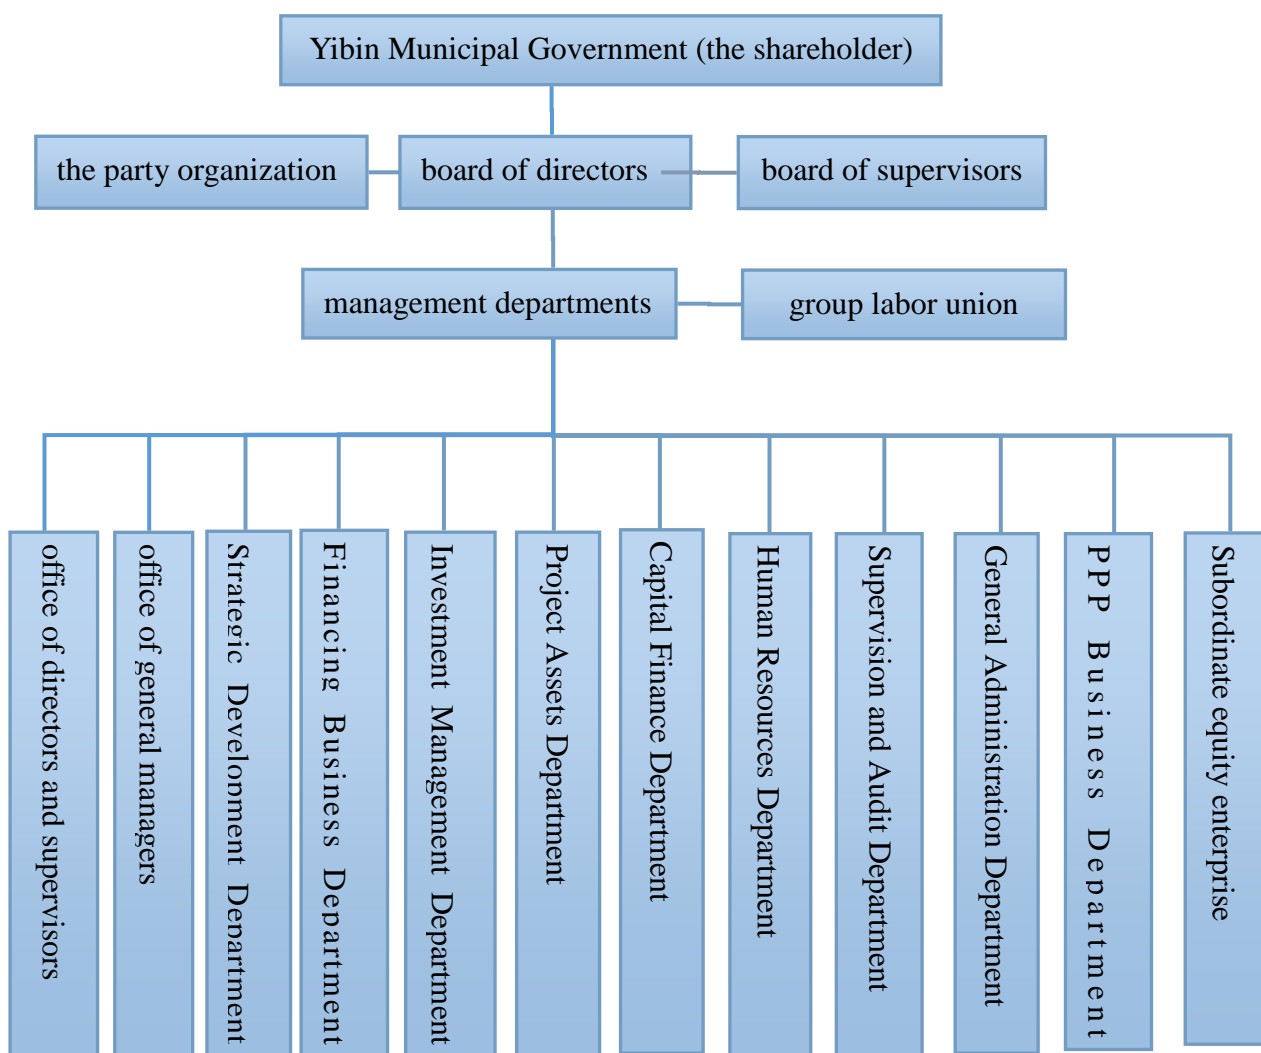 Yibin Municipal Government (the shareholder)
the party organization
board of directors
board of supervisors
management departments
group labor union
office of directors and supervisors
office of general managers
Strategic Development Department
Financing Business Department
Investment Management Department
Project Assets Department
Capital Finance Department
Human Resources Department
Supervision and Audit Department
General Administration Department
PPP Business Department
Subordinate equity enterprise